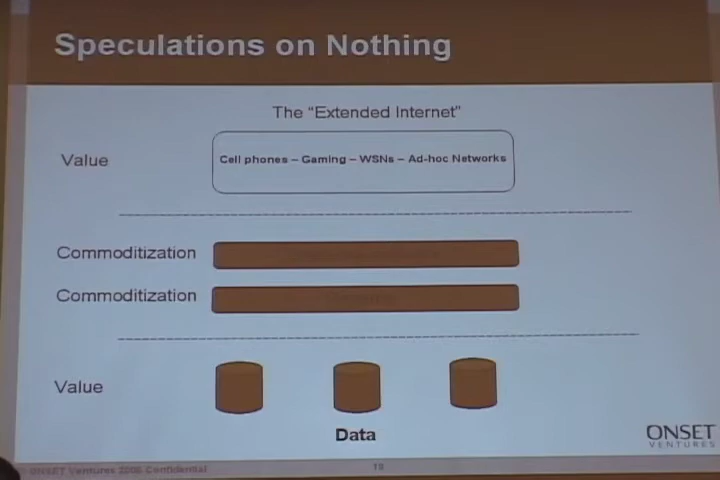 Speculations on Nothing
The “Extended Internet”
Value
Cell phones – Gaming – WSNs – Ad-hoc Networks
Commoditization
Commoditization
Value
Data
ONSET
VENTURES
ONSET Ventures 2006 Confidential
19